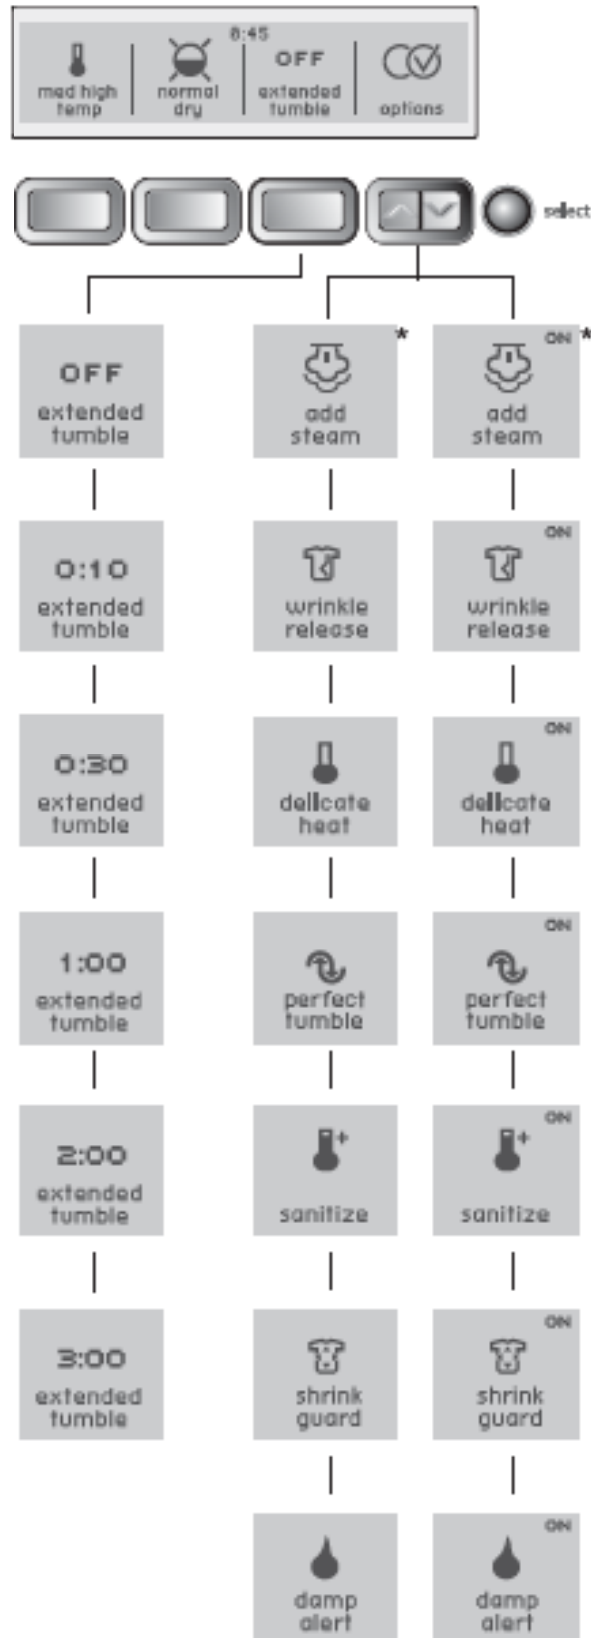 8:45
OFF
med high
temp
normal
dry
extended
tumble
options
select
OFF
extended
tumble
0:10
extended
tumble
0:30
extended
tumble
1:00
extended
tumble
2:00
extended
tumble
3:00
extended
tumble
*
add
steam
wrinkle
release
delicate
heat
perfect
tumble
sanitize
shrink
guard
damp
alert
ON *
add
steam
ON
wrinkle
release
ON
delicate
heat
ON
perfect
tumble
ON
sanitize
ON
shrink
guard
ON
damp
alert